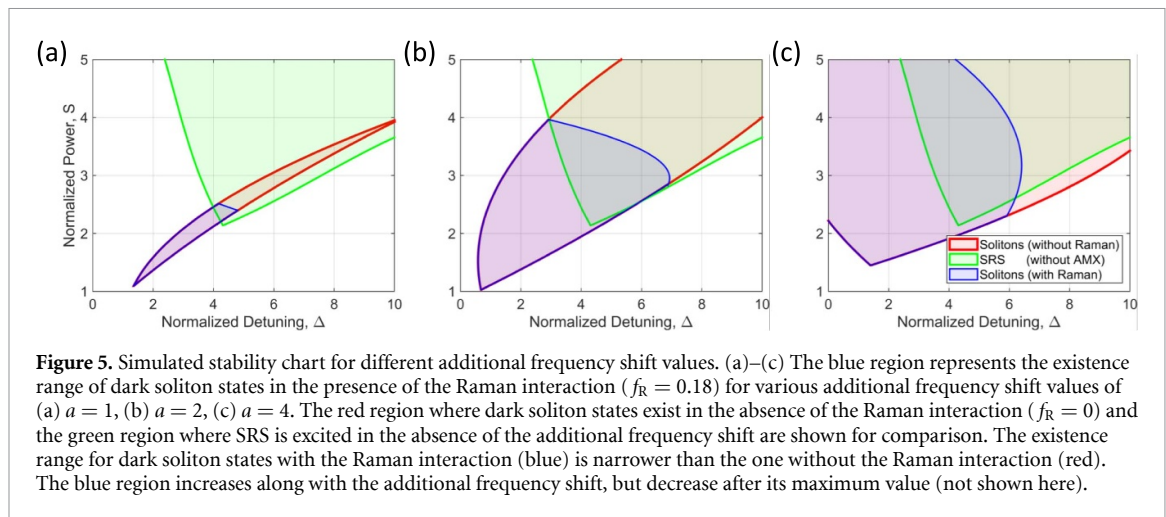 (a)
(b)
(c)
5
4
3
2
1
Normalized Power, S
0
2
4
6
8
10
Normalized Detuning, Δ
5
4
3
2
1
0
2
4
6
8
10
Normalized Detuning, Δ
5
4
3
2
1
Solitons (without Raman)
SRS (without AMX)
Solitons (with Raman)
0
2
4
6
8
10
Normalized Detuning, Δ
Figure 5. Simulated stability chart for different additional frequency shift values. (a)–(c) The blue region represents the existence
range of dark soliton states in the presence of the Raman interaction ( fR = 0.18) for various additional frequency shift values of
(a) a = 1, (b) a = 2, (c) a = 4. The red region where dark soliton states exist in the absence of the Raman interaction ( fR = 0) and
the green region where SRS is excited in the absence of the additional frequency shift are shown for comparison. The existence
range for dark soliton states with the Raman interaction (blue) is narrower than the one without the Raman interaction (red).
The blue region increases along with the additional frequency shift, but decrease after its maximum value (not shown here).